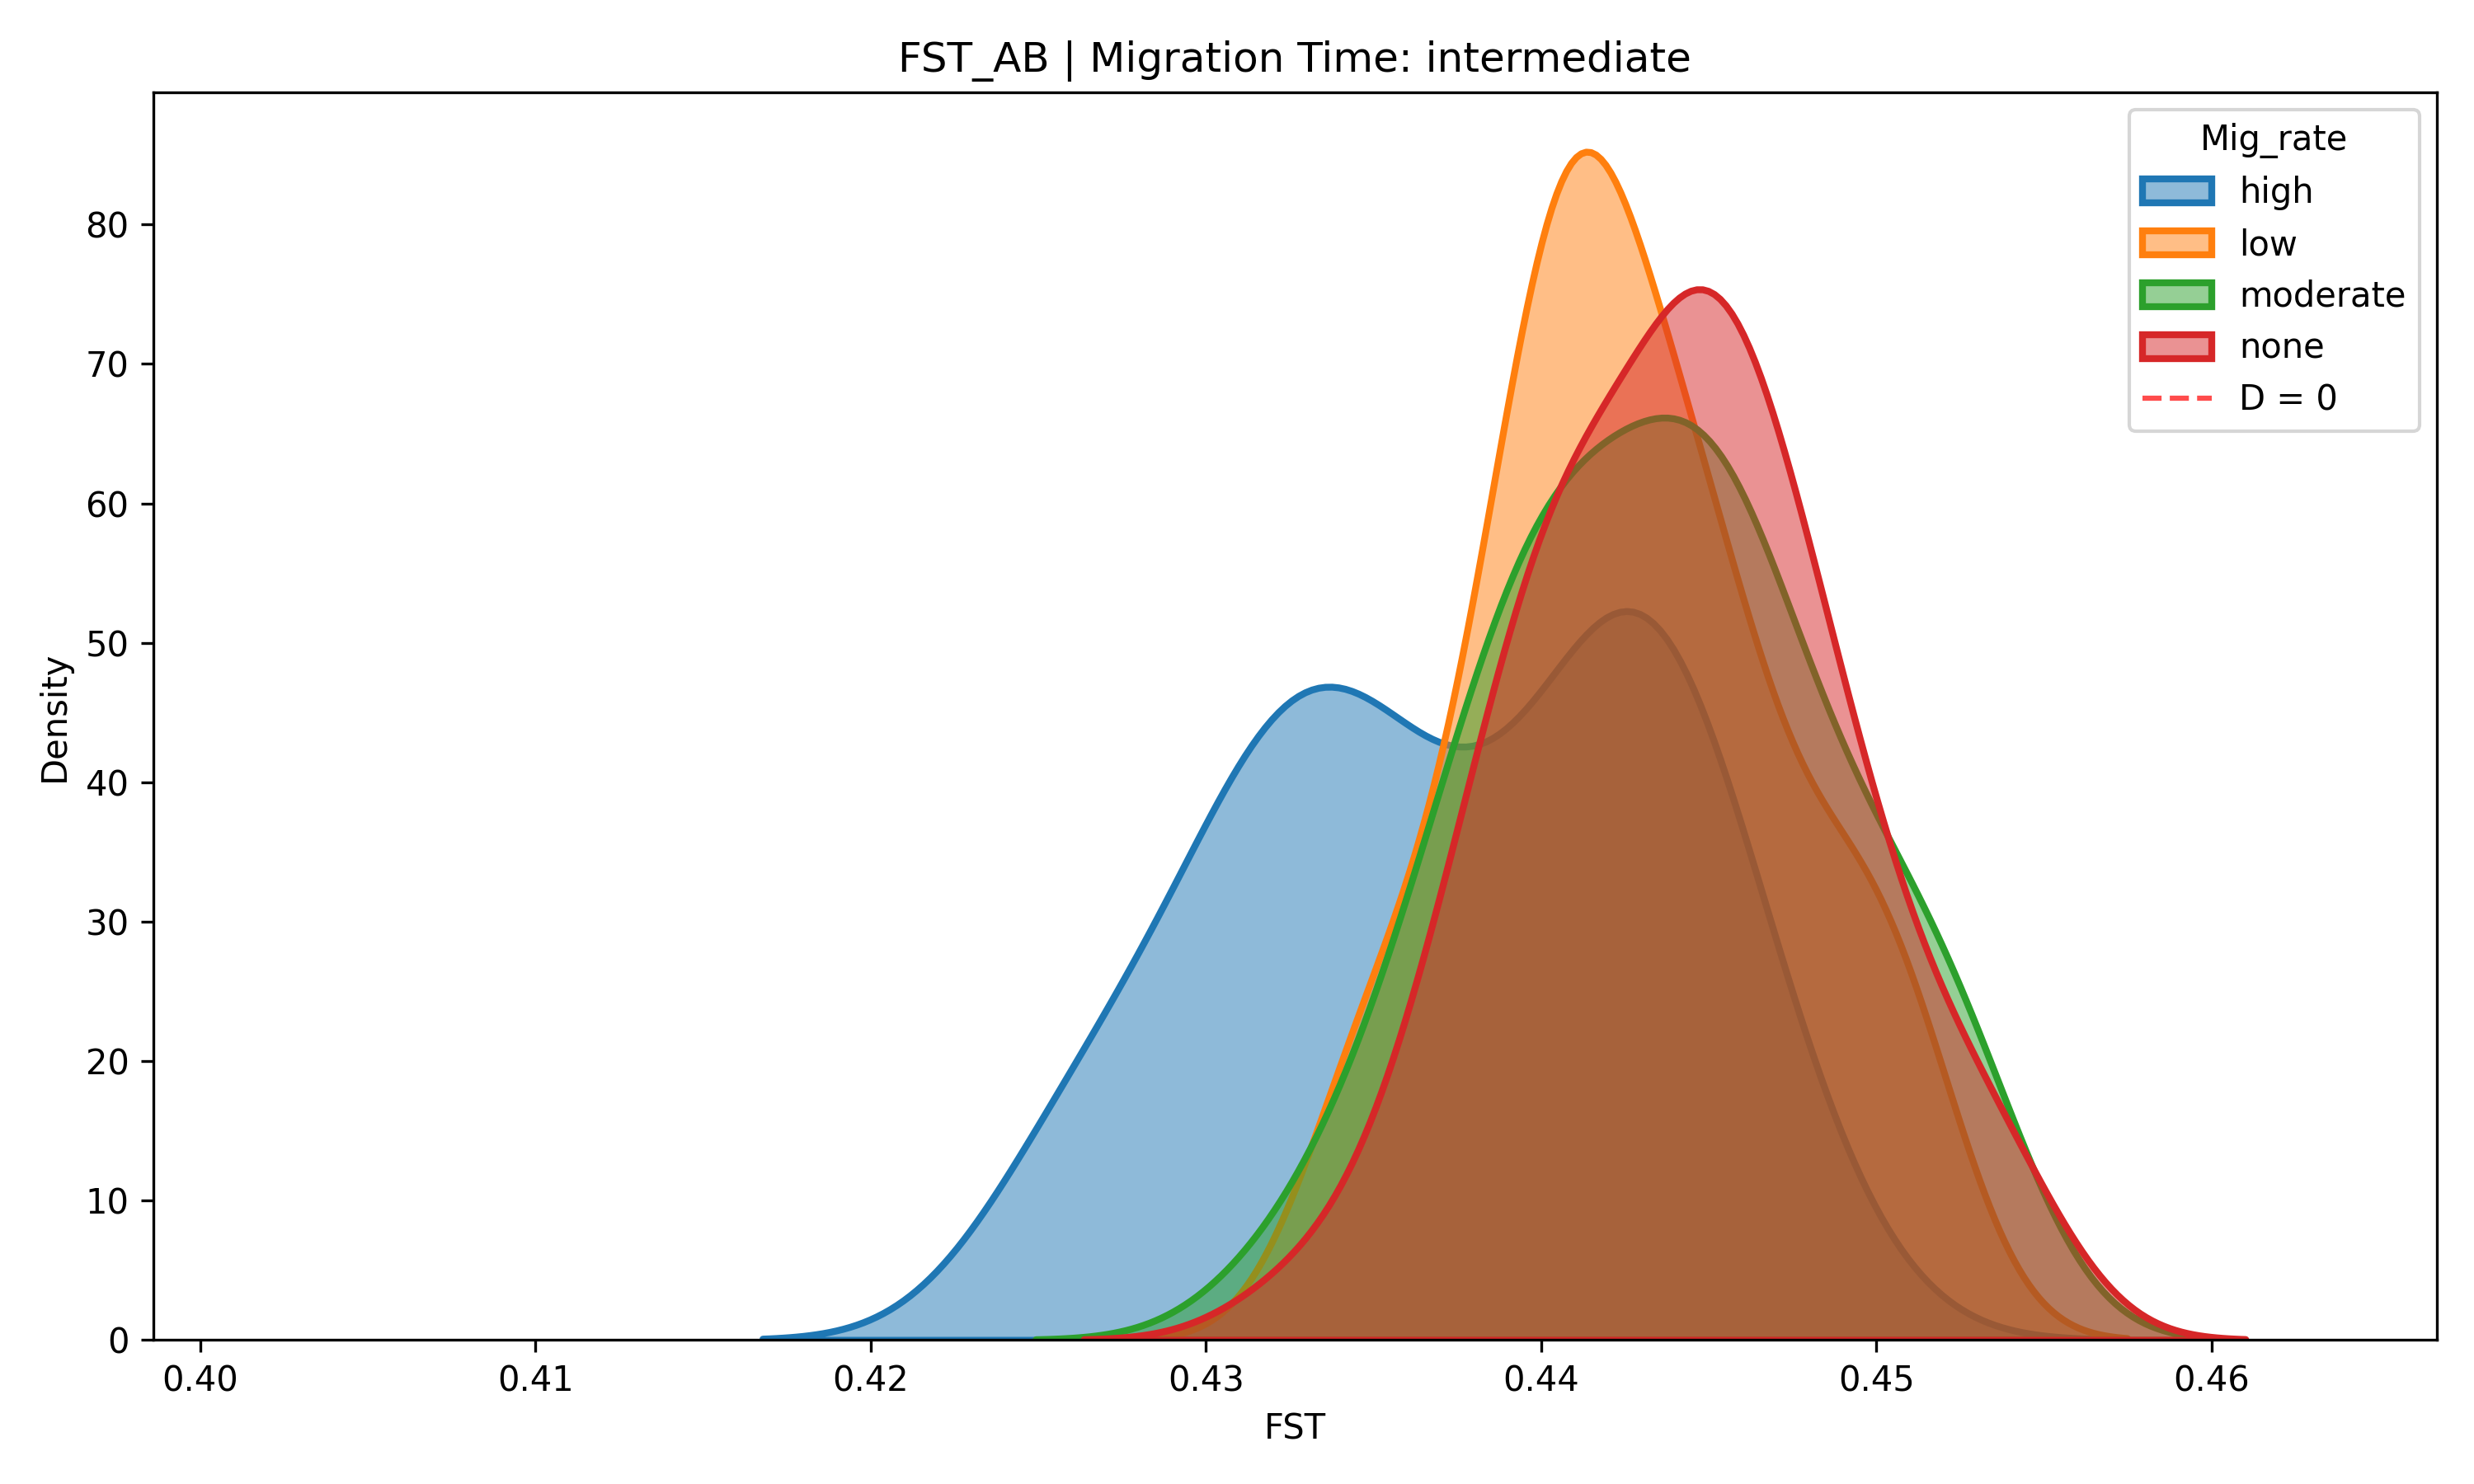 FST_AB | Migration Time: intermediate
Mig_rate
high
low
moderate
none
D = 0
Density
80
70
60
50
40
30
20
10
0
0.40 0.41 0.42 0.43 0.44 0.45 0.46
FST